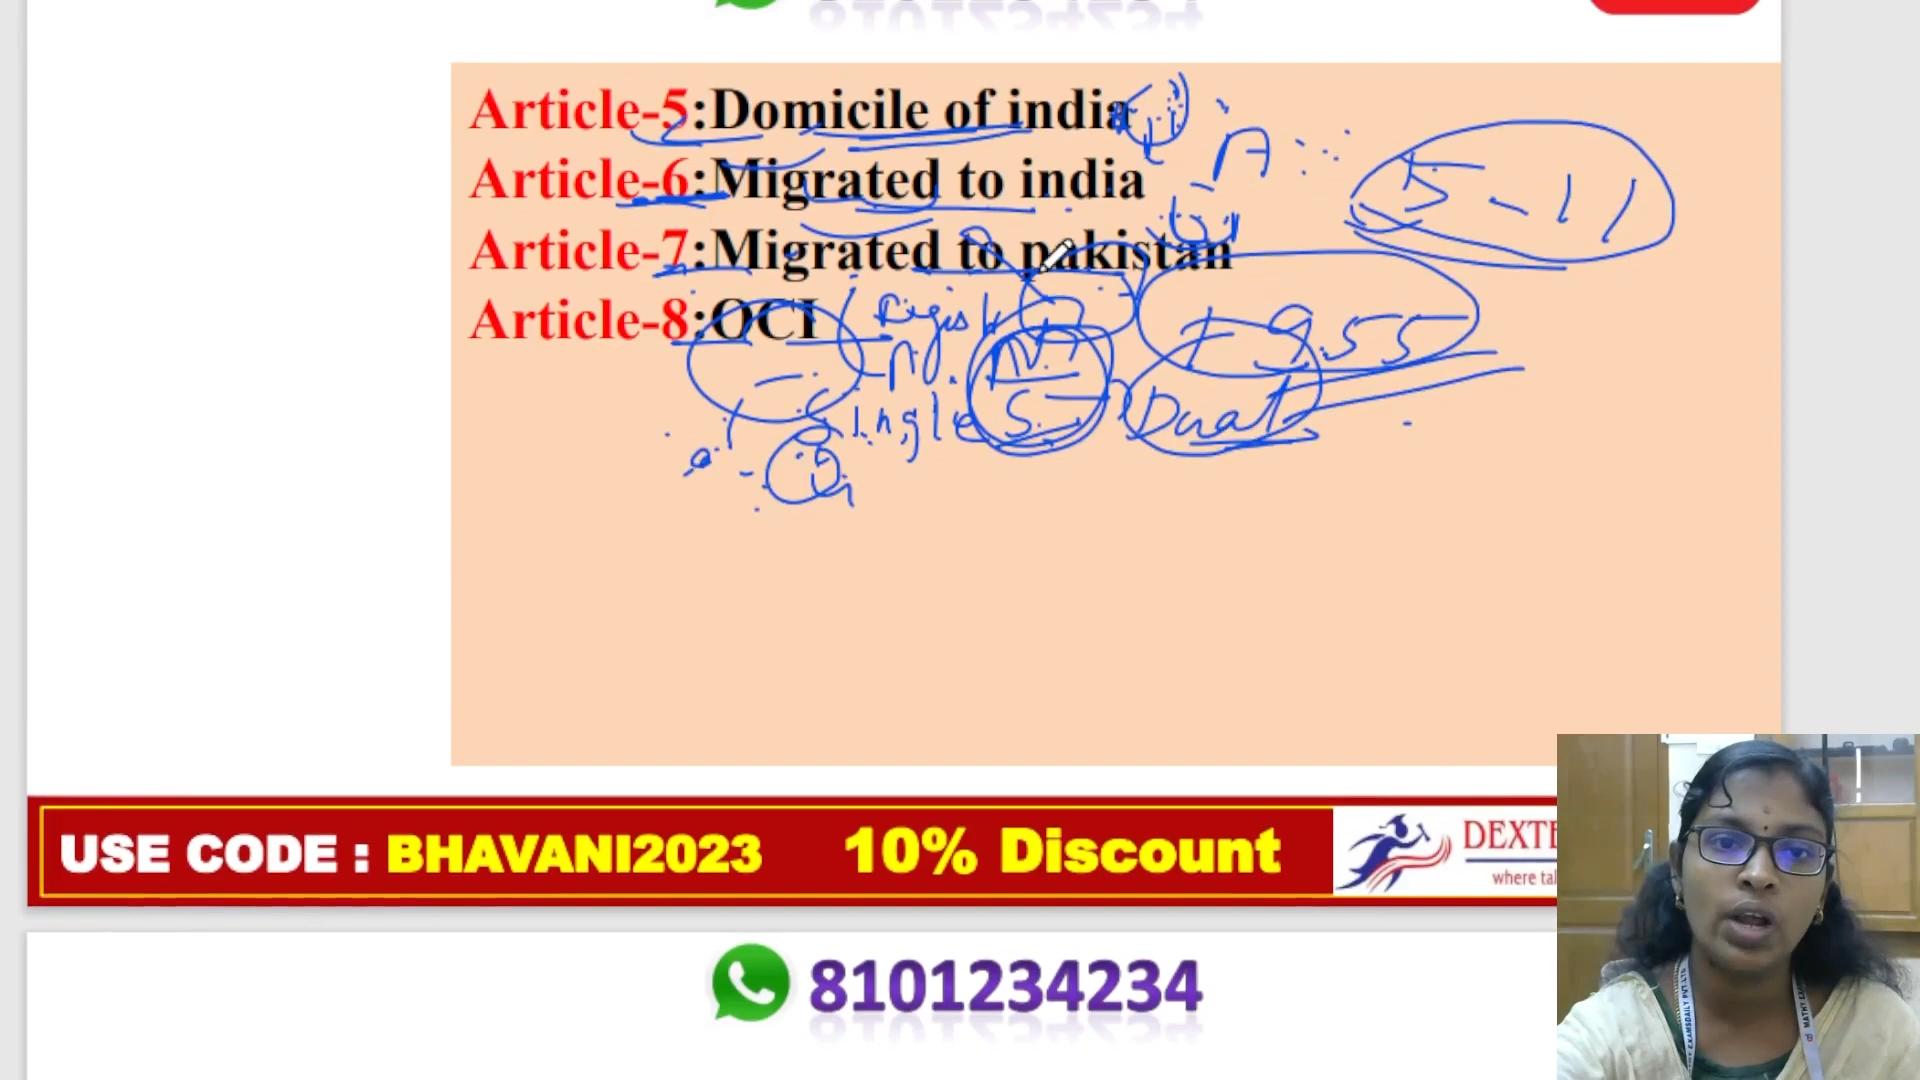 Article-5:Domicile of india
A
5 - 11
Article-6:Migrated to india
Article-7:Migrated to pakistan
Article-8:OCI
Regist
1955
Single
S
Dual
USE CODE : BHAVANI2023 10% Discount
DEXTE
where tal
8101234234